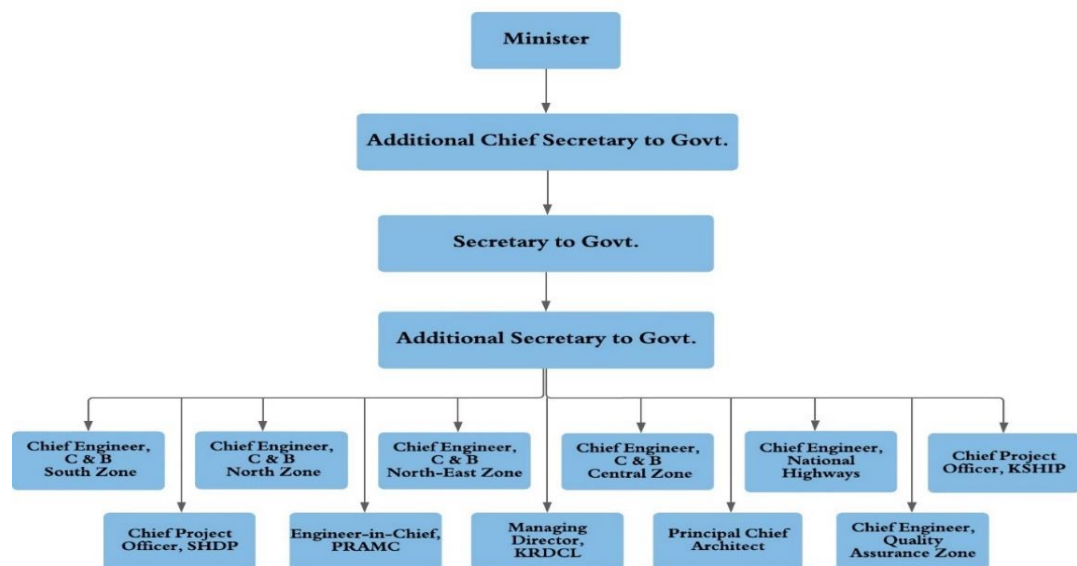 Minister
Additional Chief Secretary to Govt.
Secretary to Govt.
Additional Secretary to Govt.
Chief Engineer,
C & B
South Zone
Chief Engineer,
C & B
North Zone
Chief Engineer,
C & B
North-East Zone
Chief Engineer,
C & B
Central Zone
Chief Engineer,
National
Highways
Chief Project
Officer, KSHIP
Chief Project
Officer, SHDP
Engineer-in-Chief,
PRAMC
Managing
Director,
KRDCL
Principal Chief
Architect
Chief Engineer,
Quality
Assurance Zone